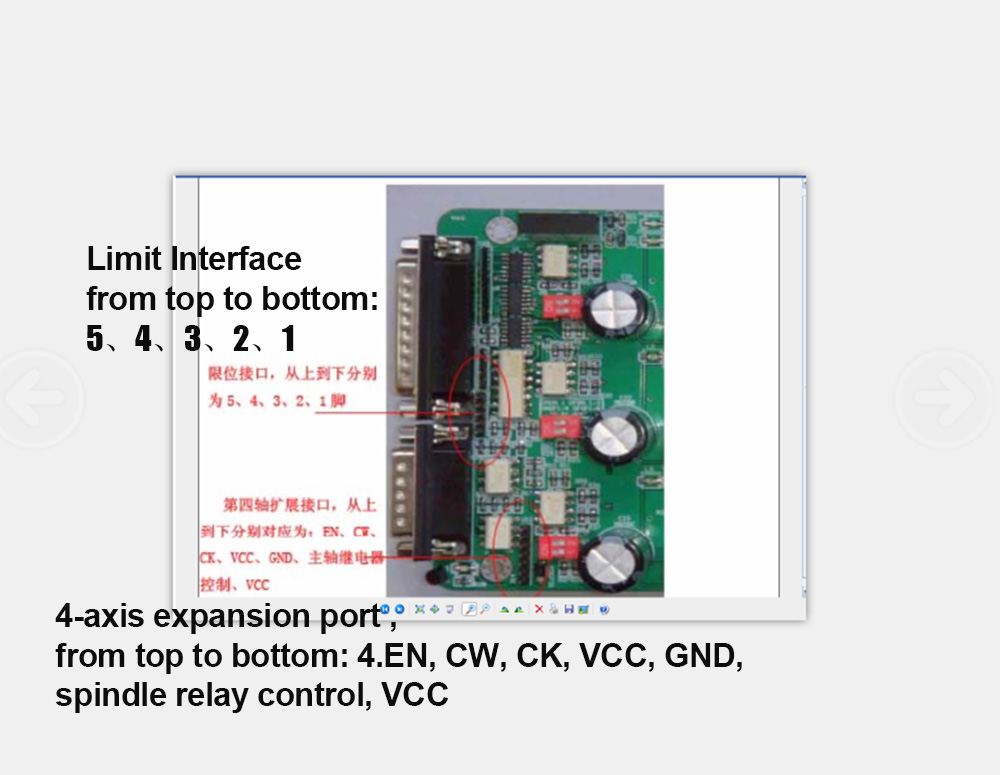 Limit Interface
from top to bottom:
5、4、3、2、1
限位接口，从上到下分别
为5、4、3、2、1脚
第四轴扩展接口，从上
到下分别对应为：EN、CW、
CK、VCC、GND、主轴继电器
控制、VCC
4-axis expansion port ,
from top to bottom: 4.EN, CW, CK, VCC, GND,
spindle relay control, VCC